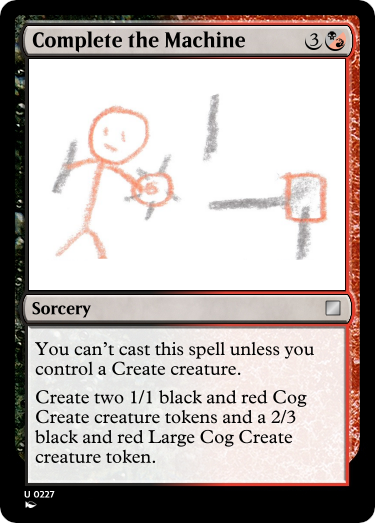 Complete the Machine 3
Sorcery
You can't cast this spell unless you
control a Create creature.
Create two 1/1 black and red Cog
Create creature tokens and a 2/3
black and red Large Cog Create
creature token.
U 0227